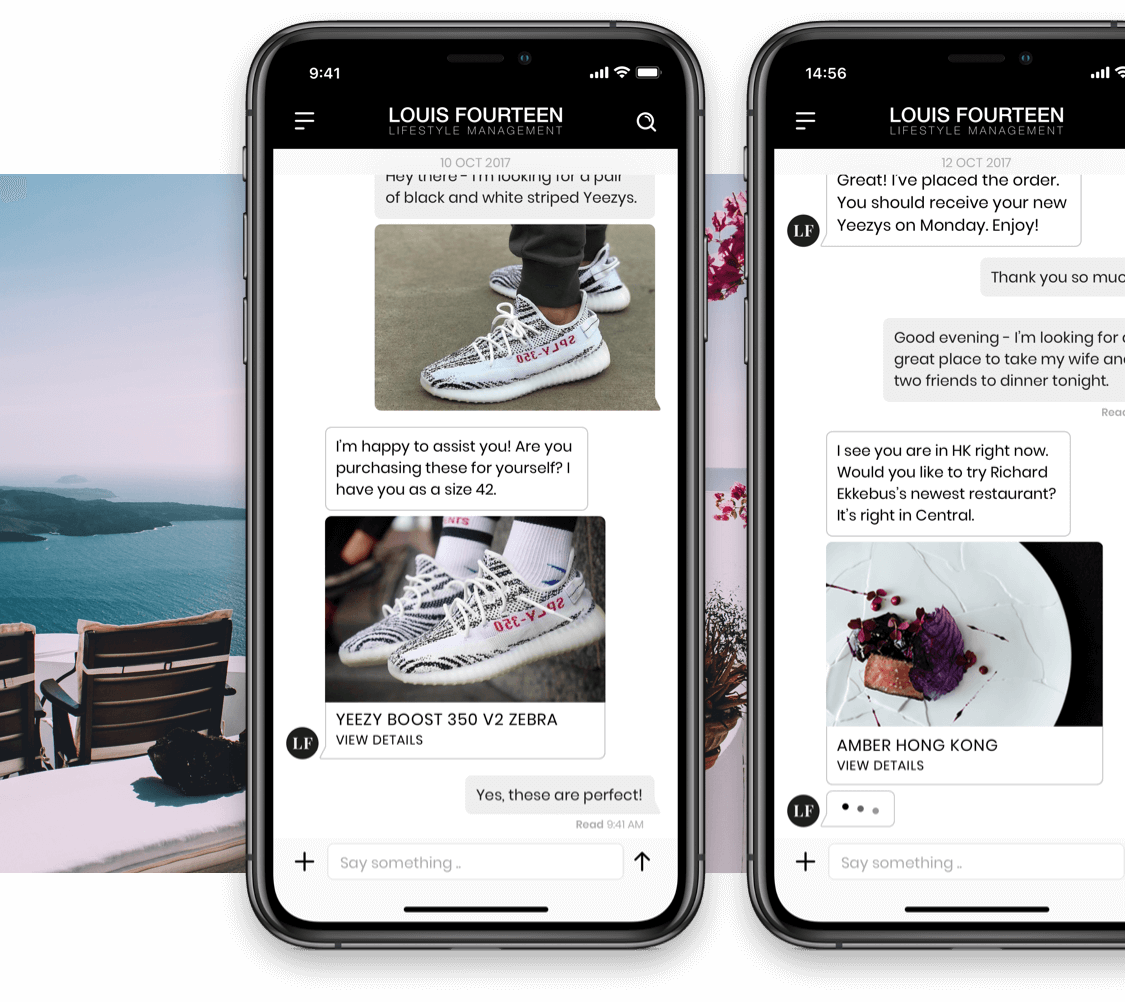 9:41
LOUIS FOURTEEN
LIFESTYLE MANAGEMENT
10 OCT 2017
Hey there - I'm looking for a pair
of black and white striped Yeezys.
SPLY-350
I'm happy to assist you! Are you
purchasing these for yourself? I
have you as a size 42.
SPLY-350
YEEZY BOOST 350 V2 ZEBRA
VIEW DETAILS
LF
Yes, these are perfect!
Read 9:41 AM
Say something ..
14:56
LOUIS FOURTEEN
LIFESTYLE MANAGEMENT
12 OCT 2017
Great! I've placed the order.
You should receive your new
Yeezys on Monday. Enjoy!
LF
Thank you so muc
Good evening - I'm looking for
great place to take my wife an
two friends to dinner tonight.
Read
I see you are in HK right now.
Would you like to try Richard
Ekkebus's newest restaurant?
It's right in Central.
AMBER HONG KONG
VIEW DETAILS
LF
Say something ..